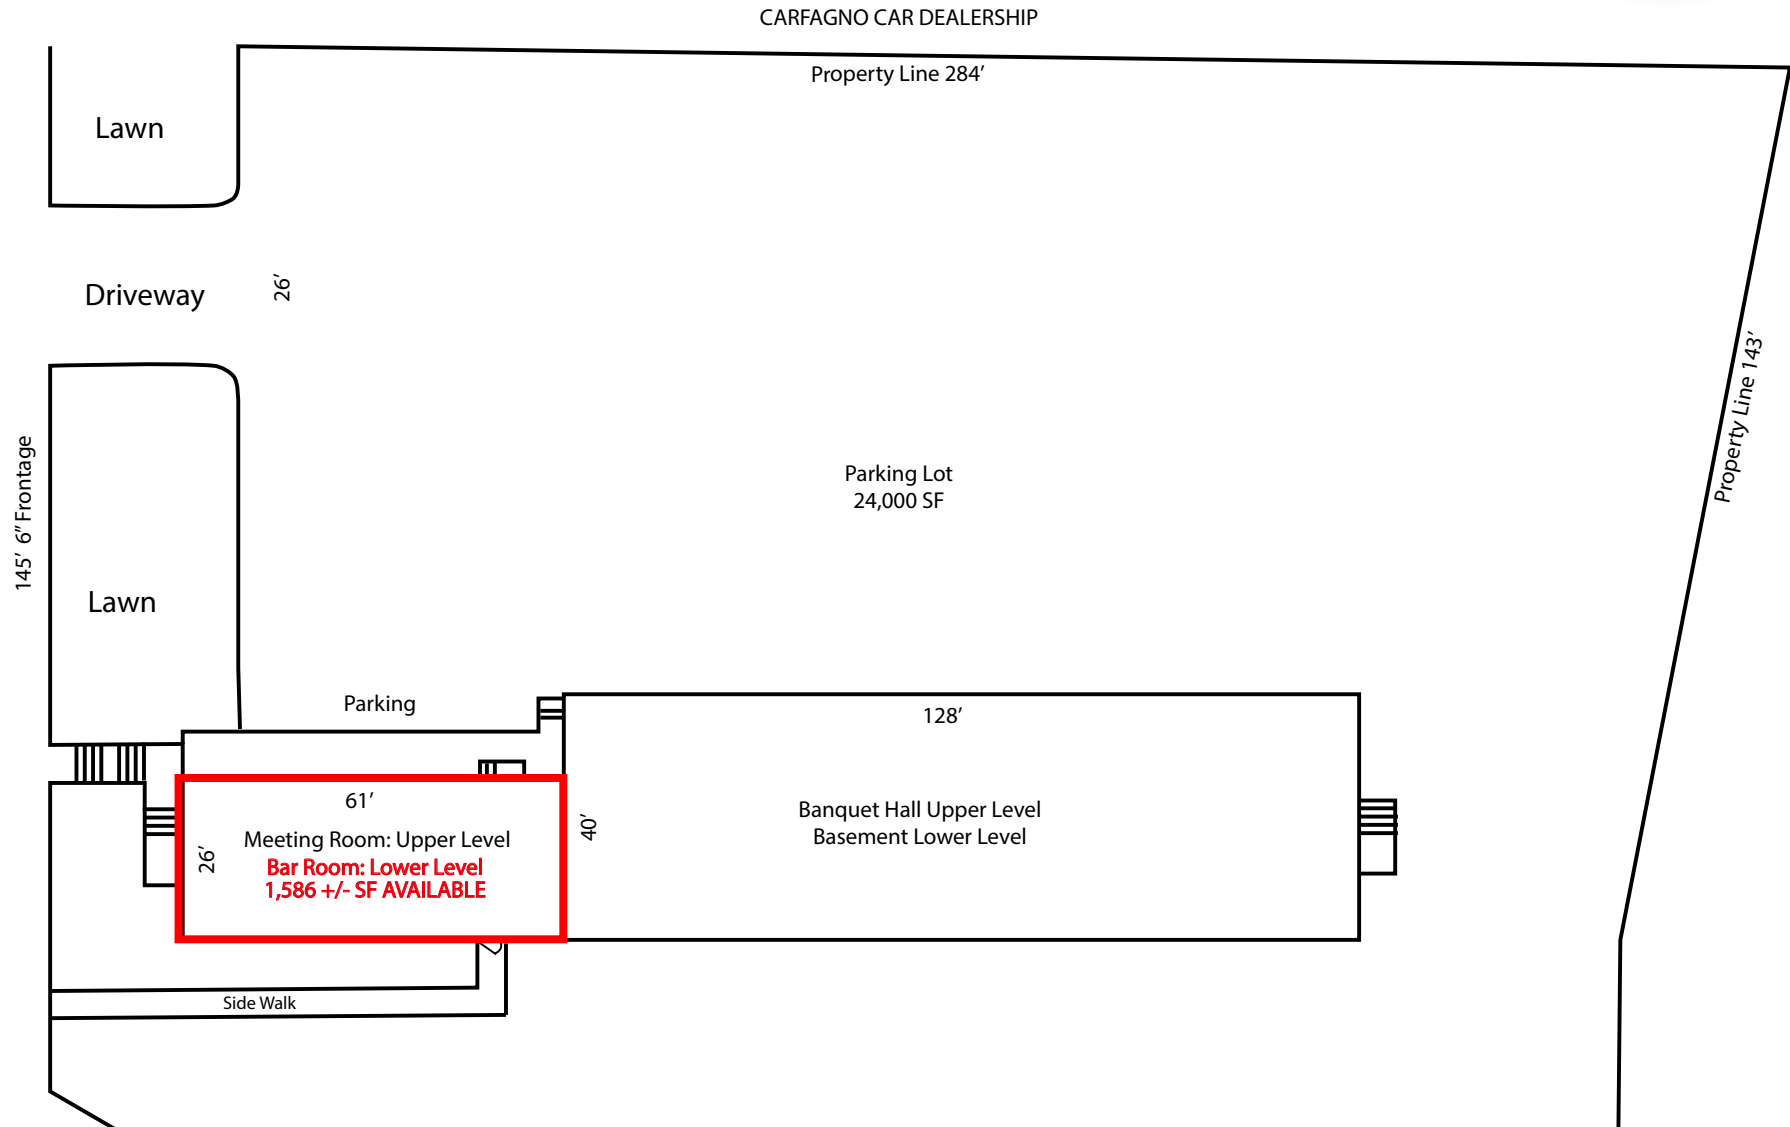 CARFAGNO CAR DEALERSHIP
Property Line 284’
Lawn
Driveway
26’
Property Line 143’
145’ 6” Frontage
Parking Lot
24,000 SF
Lawn
Parking
128’
61’
40’
26’
Meeting Room: Upper Level
Bar Room: Lower Level
1,586 +/- SF AVAILABLE
Banquet Hall Upper Level
Basement Lower Level
Side Walk